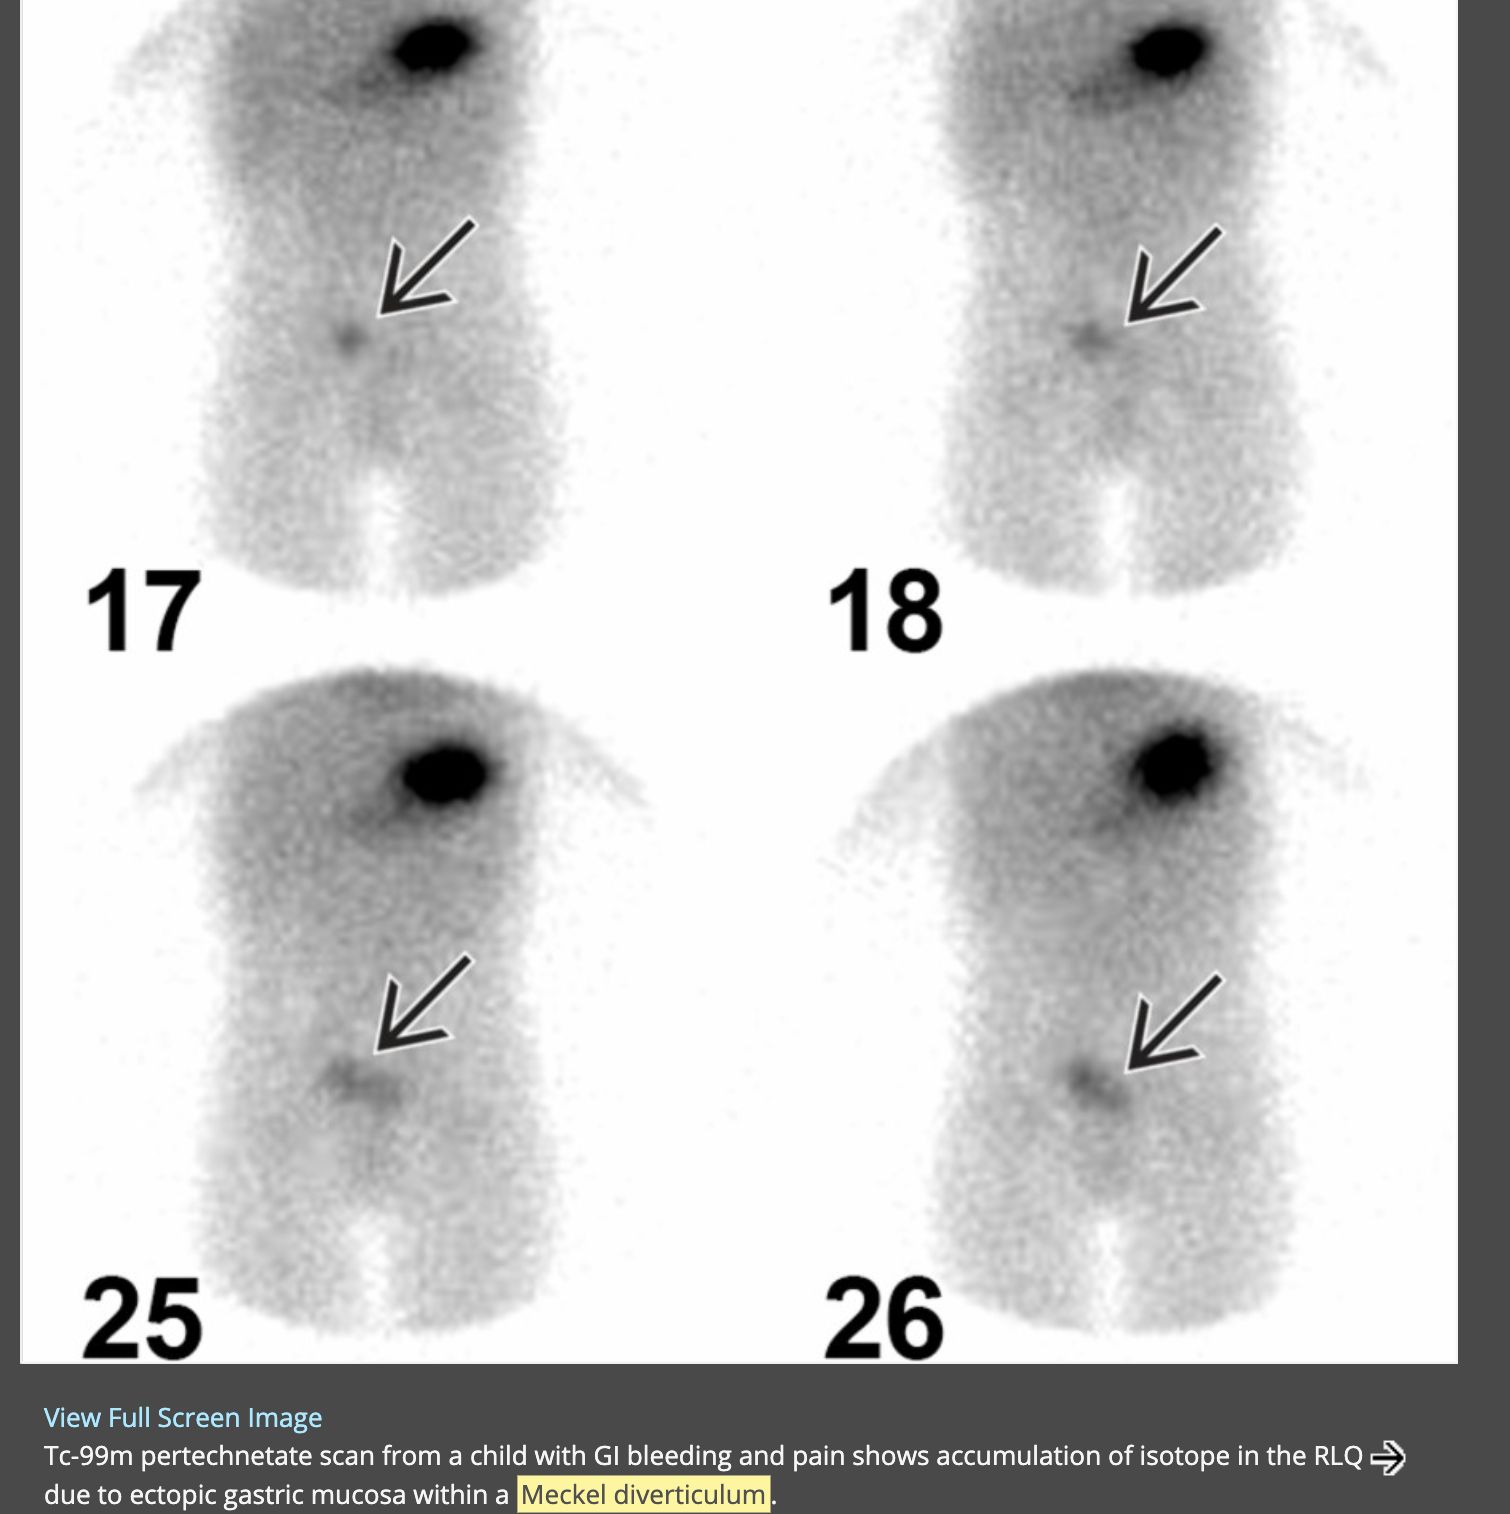 17
18
25
26
View Full Screen Image
Tc-99m pertechnetate scan from a child with GI bleeding and pain shows accumulation of isotope in the RLQ
due to ectopic gastric mucosa within a Meckel diverticulum.